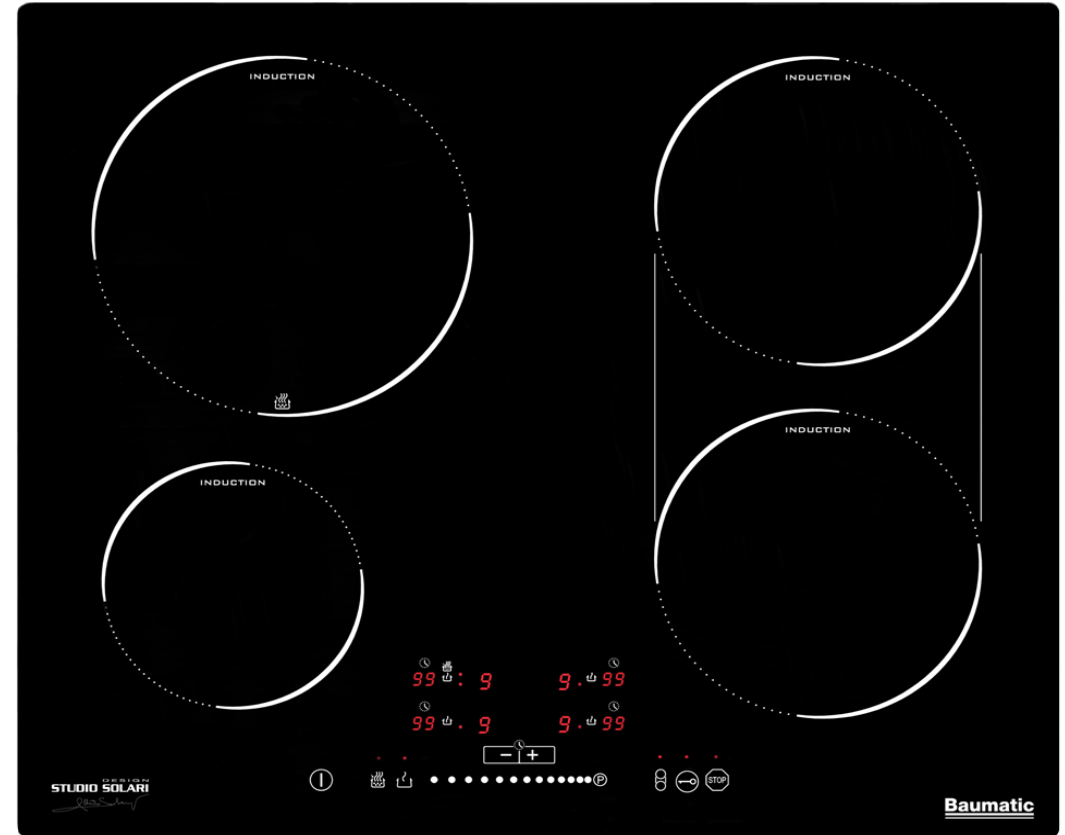 INDUCTION
INDUCTION
INDUCTION
INDUCTION
99 : 9 9. 99
99 . 9 9. 99
− +
P
STOP
DESIGN
STUDIO SOLARI
Baumatic